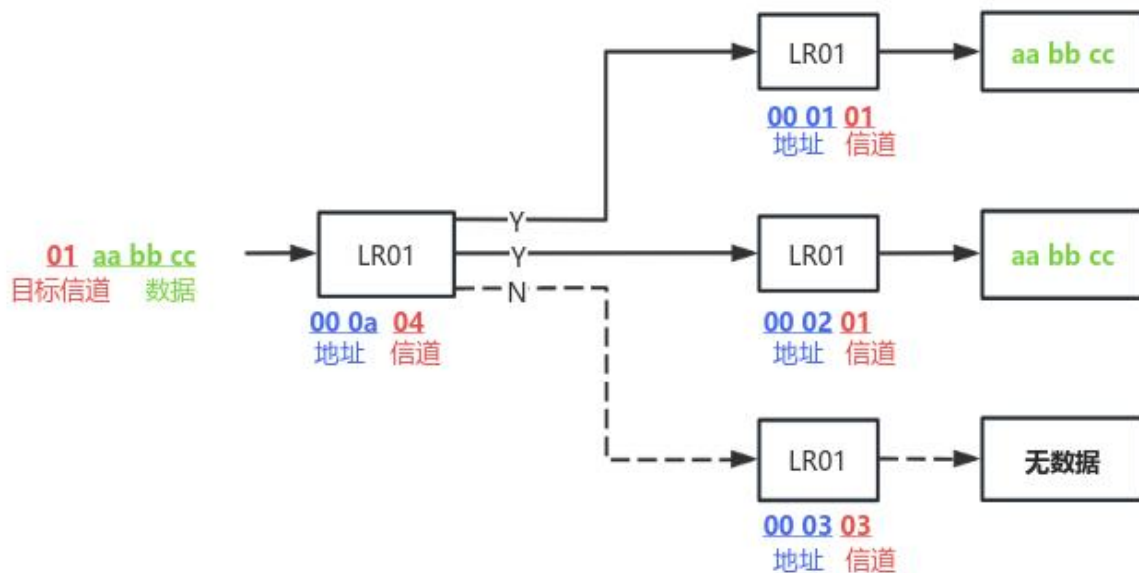 LR01
aa bb cc
00 01 01
地址 信道
Y
01 aa bb cc
目标信道 数据
LR01
Y
LR01
aa bb cc
N
00 0a 04
地址 信道
00 02 01
地址 信道
LR01
无数据
00 03 03
地址 信道